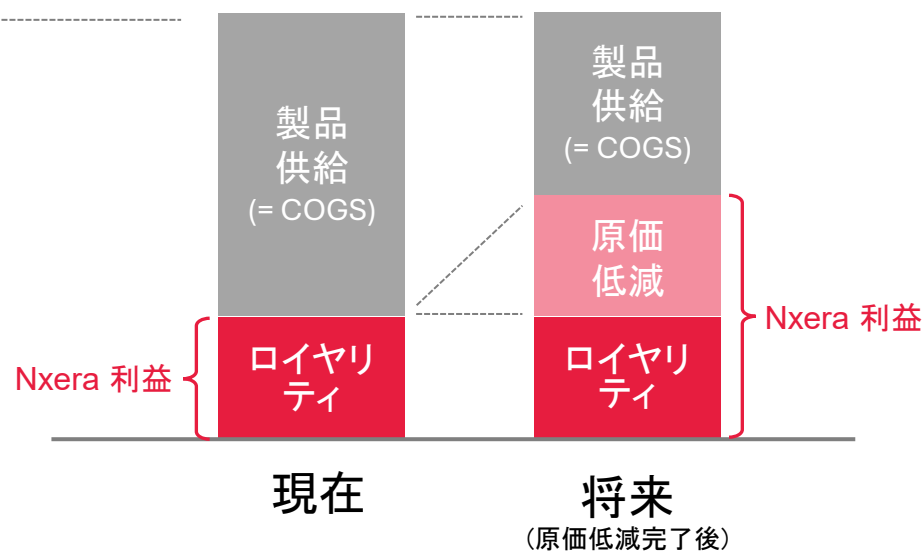 製品
供給
(= COGS)
ロイヤリ
ティ
Nxera 利益
現在
製品
供給
(= COGS)
原価
低減
ロイヤリ
ティ
Nxera 利益
将来
(原価低減完了後)